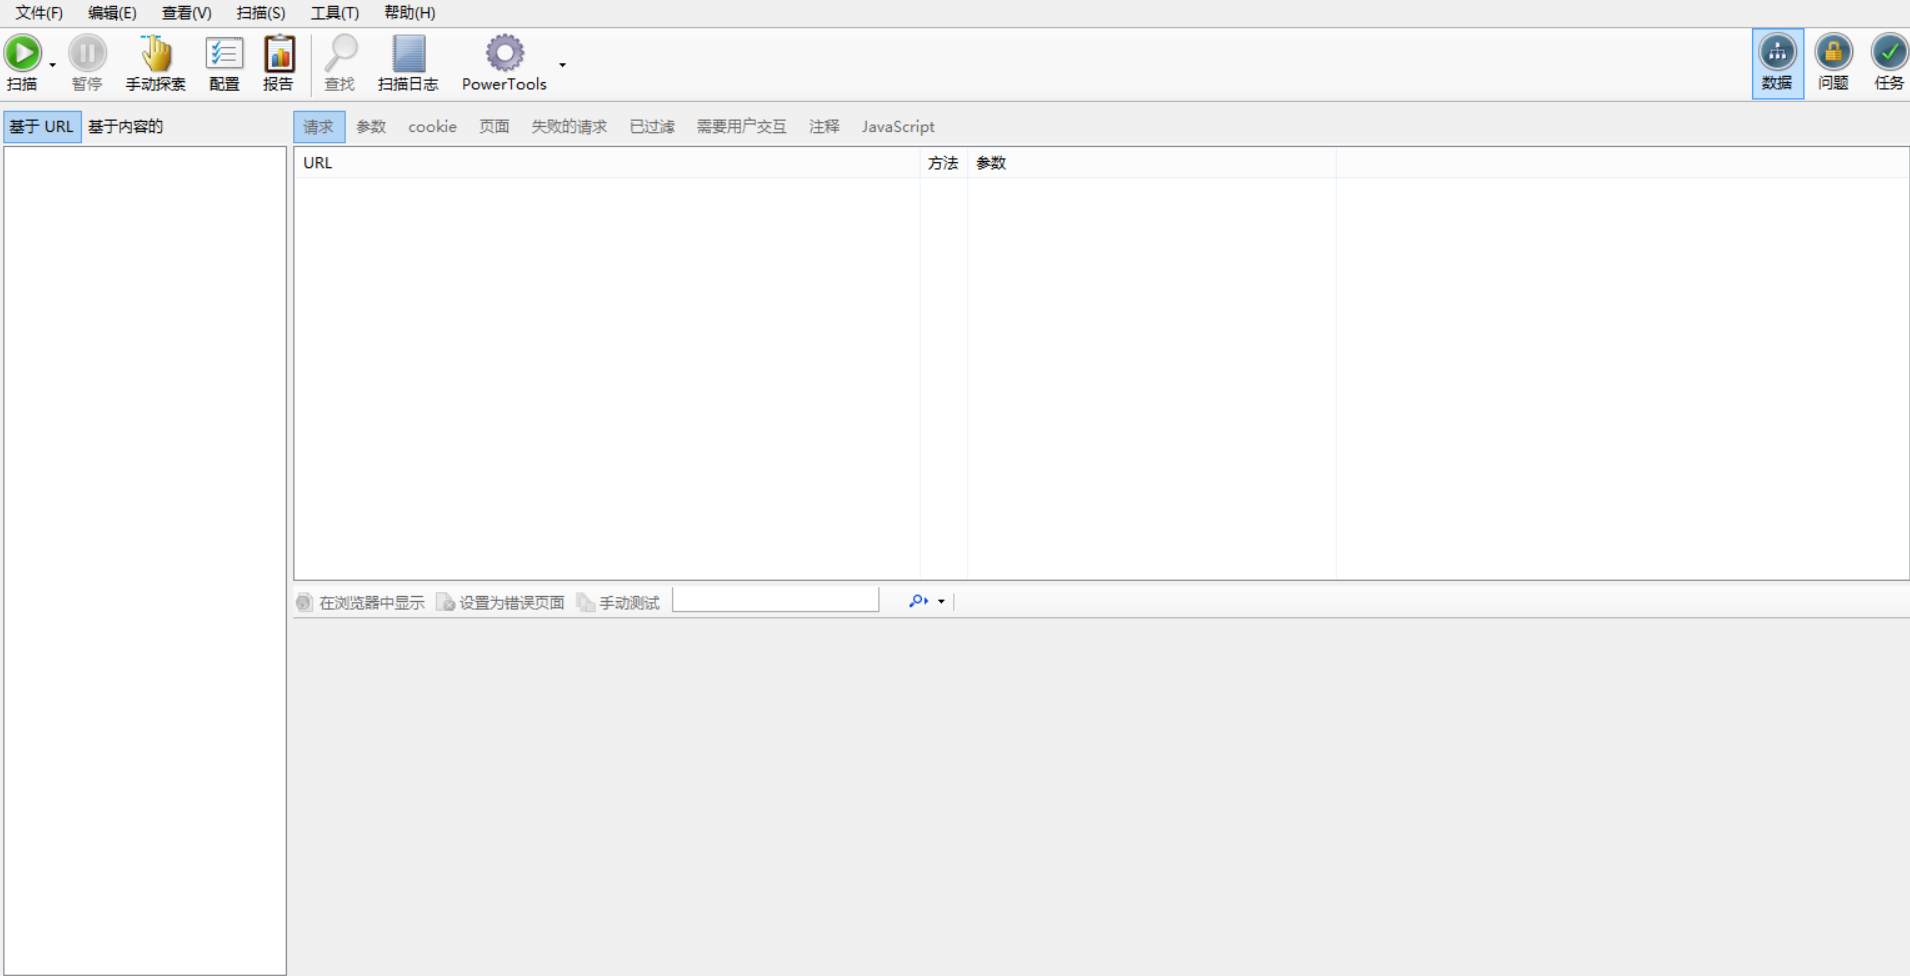 文件(F) 编辑(E) 查看(V) 扫描(S) 工具(T) 帮助(H)
扫描 暂停 手动探索 配置 报告 查找 扫描日志 PowerTools 数据 问题 任务
基于 URL 基于内容的 请求 参数 cookie 页面 失败的请求 已过滤 需要用户交互 注释 JavaScript
URL 方法 参数
在浏览器中显示 设置为错误页面 手动测试